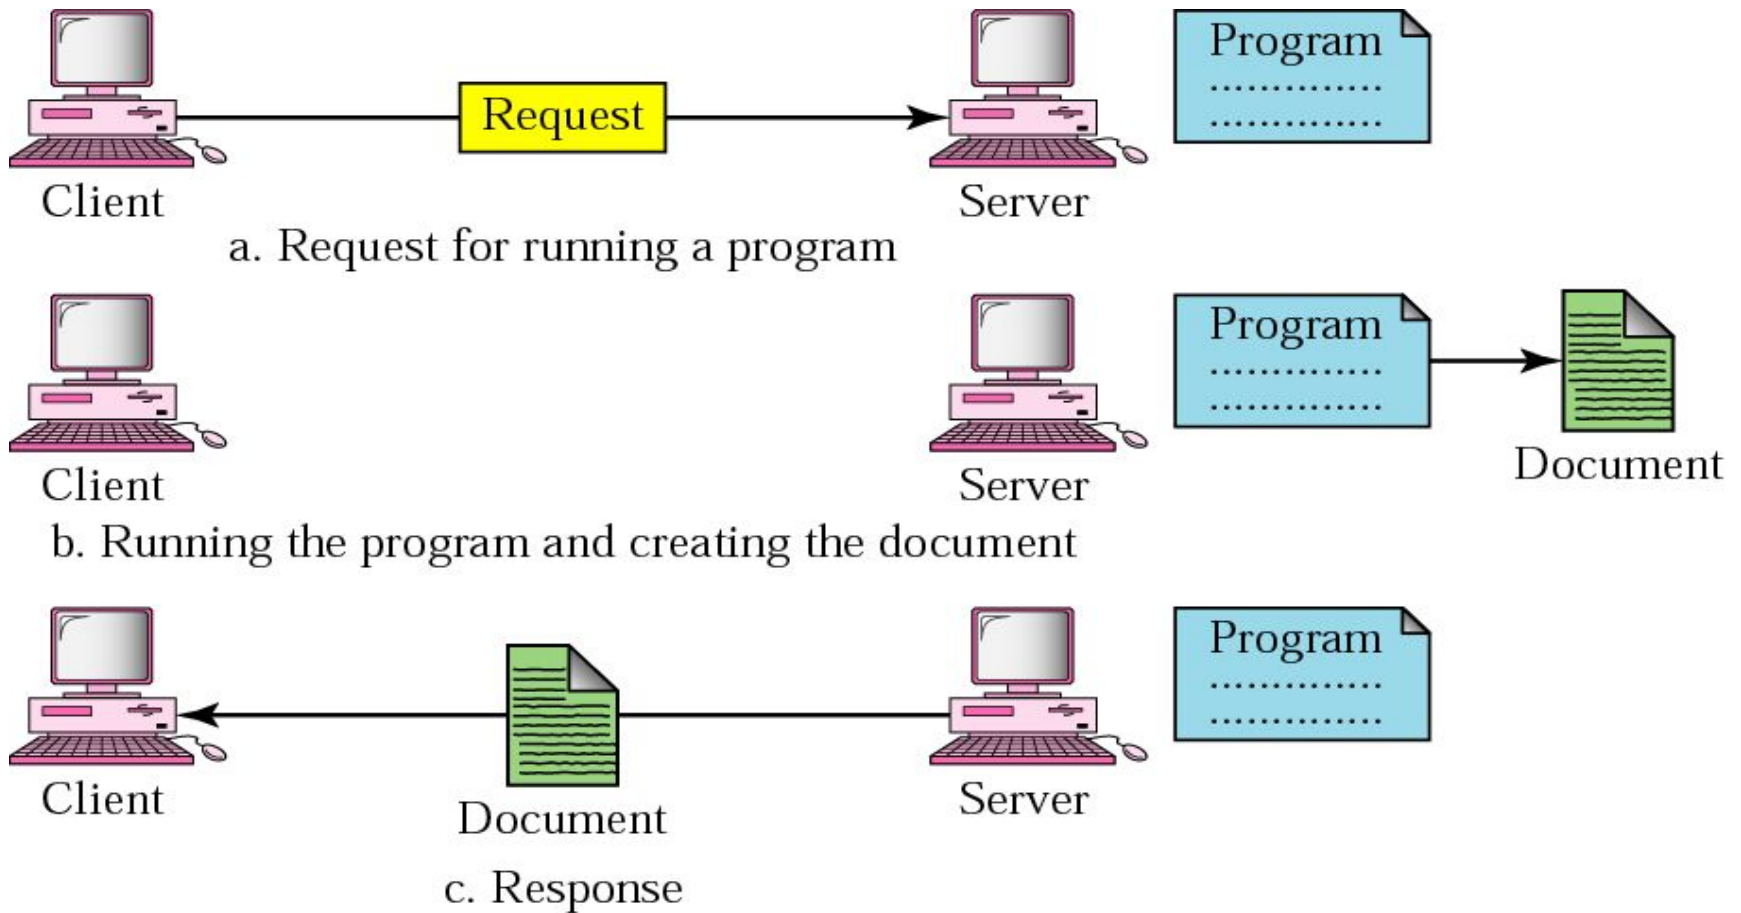 Request
Program
..............
..............
Client
Server
a. Request for running a program
Program
..............
..............
Client
Server
Document
b. Running the program and creating the document
Program
..............
..............
Client
Document
Server
c. Response